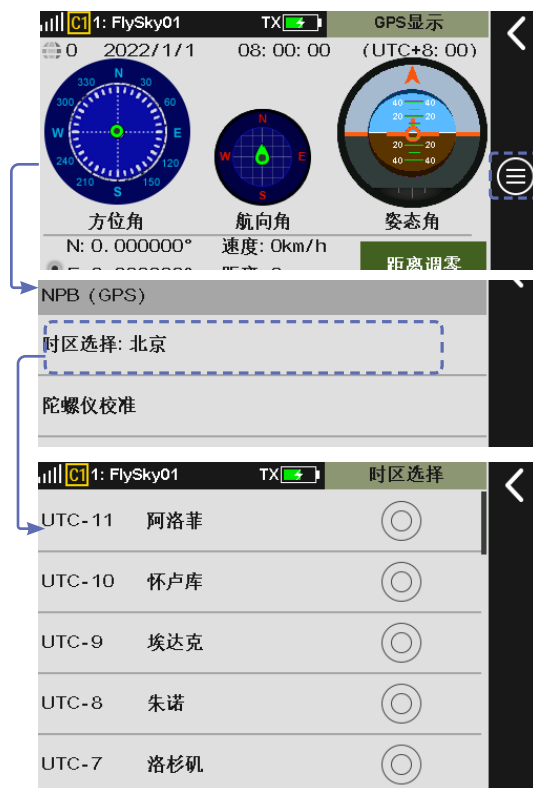 C1 1: FlySky01 TX GPS显示
0 2022/1/1 08: 00: 00 (UTC+8: 00)
N
330 30
300 60
W E
240 120
210 150
S
N
W E
S
40 40
20 20
20 20
40 40
方位角 航向角 姿态角
N: 0. 000000° 速度: 0km/h
距离调零
NPB (GPS)
时区选择: 北京
陀螺仪校准
C1 1: FlySky01 TX 时区选择
UTC-11 阿洛菲
UTC-10 怀卢库
UTC-9 埃达克
UTC-8 朱诺
UTC-7 洛杉矶